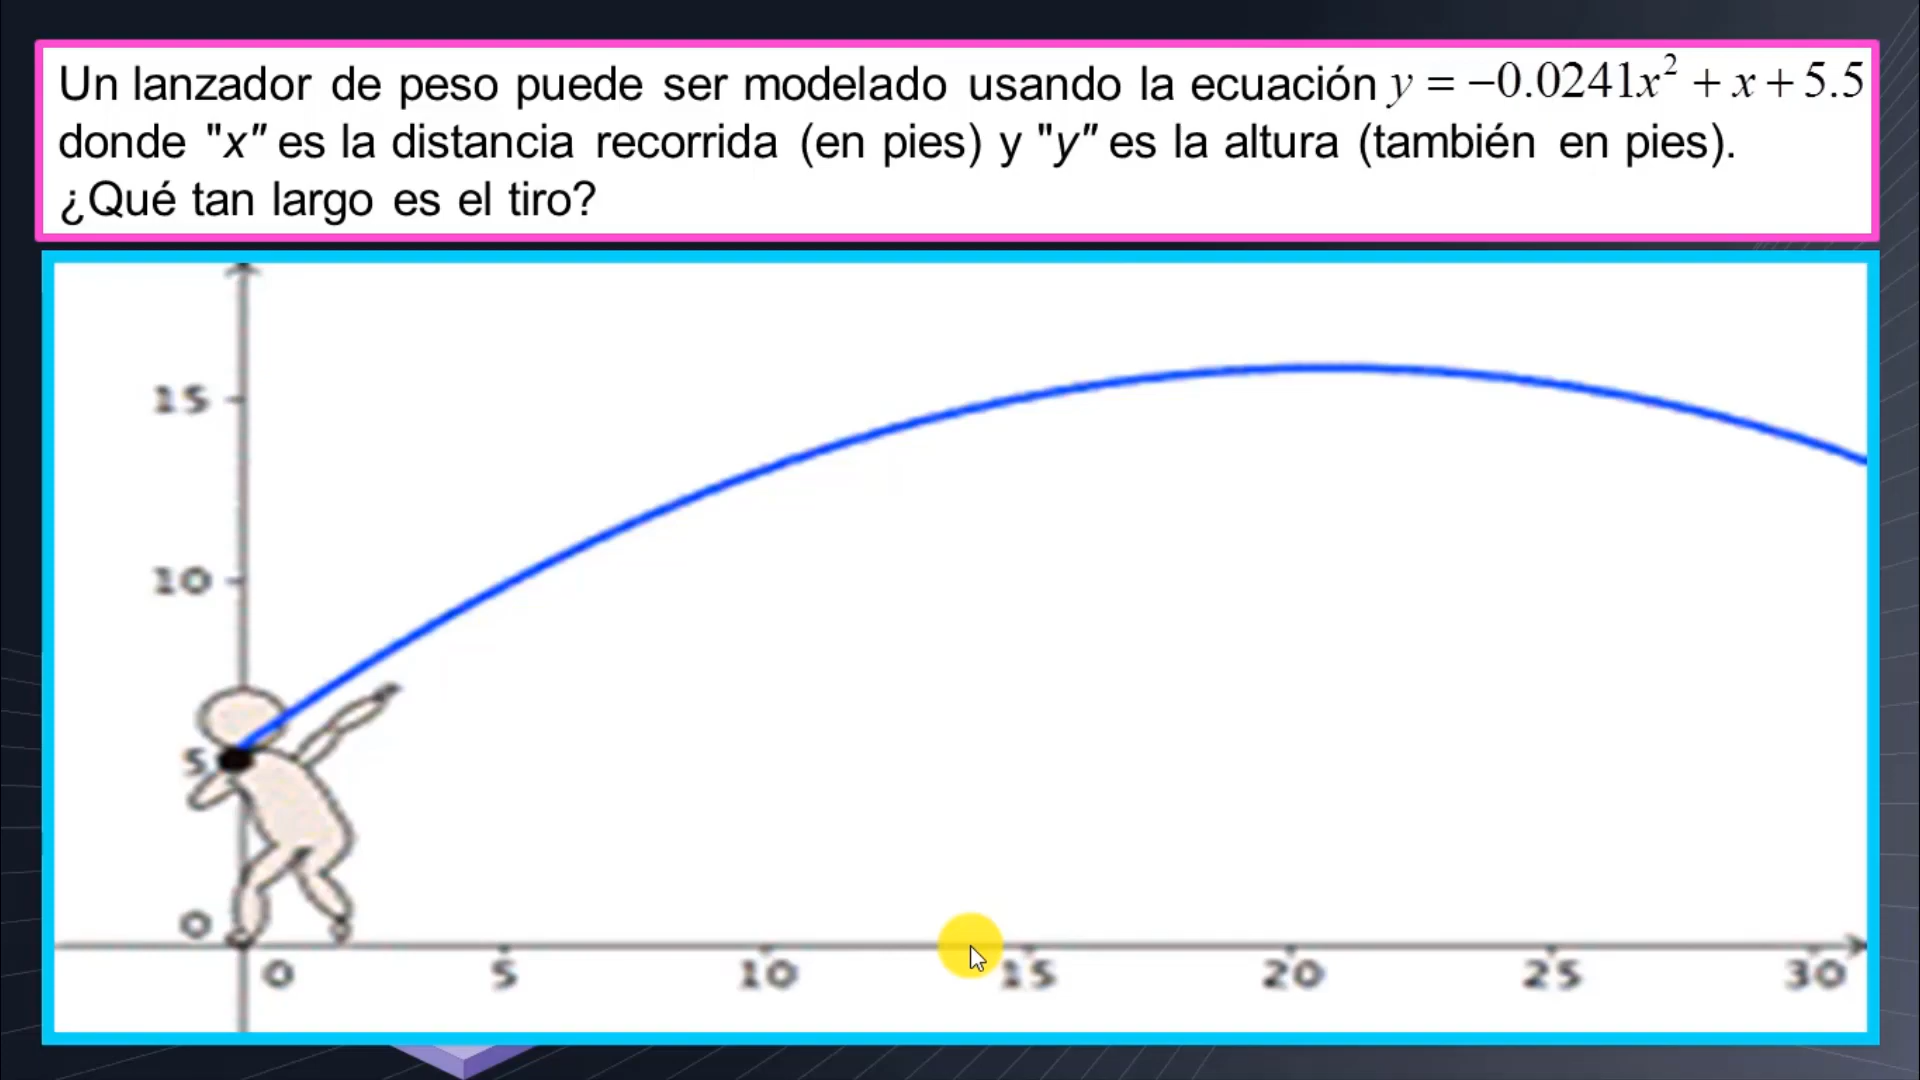 Un lanzador de peso puede ser modelado usando la ecuación y = −0.0241x² + x + 5.5
donde "x" es la distancia recorrida (en pies) y "y" es la altura (también en pies).
¿Qué tan largo es el tiro?
15
10
5
0
0 5 10 15 20 25 30